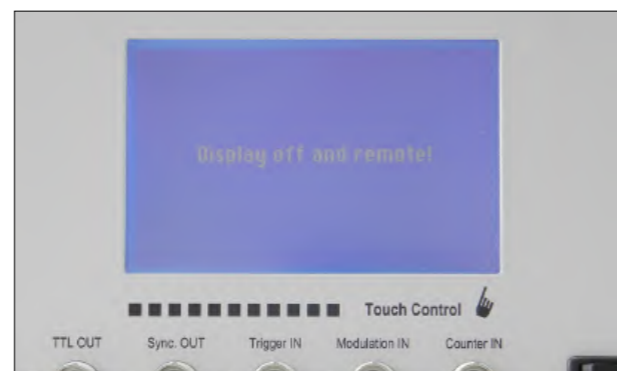 Display off and remote!
Touch Control
TTL OUT Sync. OUT Trigger IN Modulation IN Counter IN